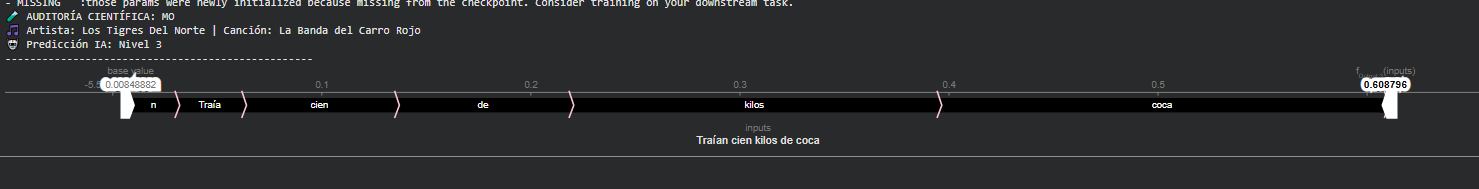 - MISSING    :those params were newly initialized because missing from the checkpoint. Consider training on your downstream task.
🧪 AUDITORÍA CIENTÍFICA: MO
🎵 Artista: Los Tigres Del Norte | Canción: La Banda del Carro Rojo
Predicción IA: Nivel 3
----------------------------------------------------
base value (inputs)
0.00848882 0.1 0.2 0.3 0.4 0.5 0.608796
n Traía cien de kilos coca
inputs
Traían cien kilos de coca